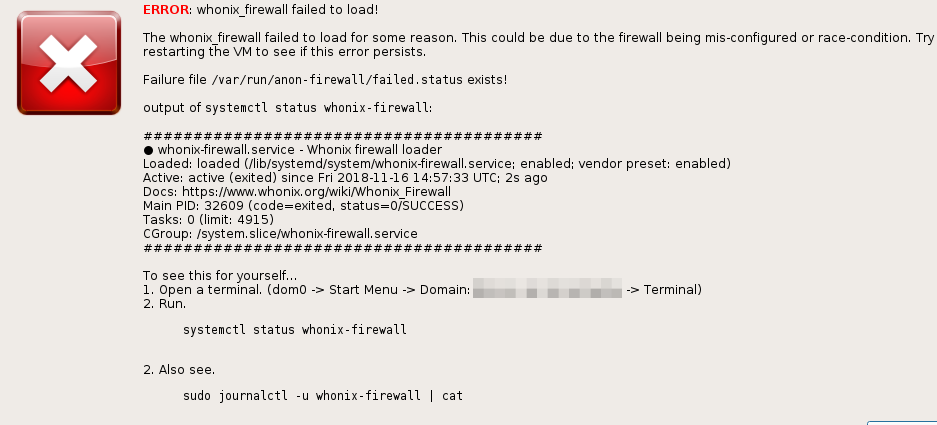 ERROR: whonix_firewall failed to load!
The whonix_firewall failed to load for some reason. This could be due to the firewall being mis-configured or race-condition. Try
restarting the VM to see if this error persists.
Failure file /var/run/anon-firewall/failed.status exists!
output of systemctl status whonix-firewall:
########################################
● whonix-firewall.service - Whonix firewall loader
Loaded: loaded (/lib/systemd/system/whonix-firewall.service; enabled; vendor preset: enabled)
Active: active (exited) since Fri 2018-11-16 14:57:33 UTC; 2s ago
Docs: https://www.whonix.org/wiki/Whonix_Firewall
Main PID: 32609 (code=exited, status=0/SUCCESS)
Tasks: 0 (limit: 4915)
CGroup: /system.slice/whonix-firewall.service
########################################
To see this for yourself...
1. Open a terminal. (dom0 -> Start Menu -> Domain: -> Terminal)
2. Run.
systemctl status whonix-firewall
2. Also see.
sudo journalctl -u whonix-firewall | cat